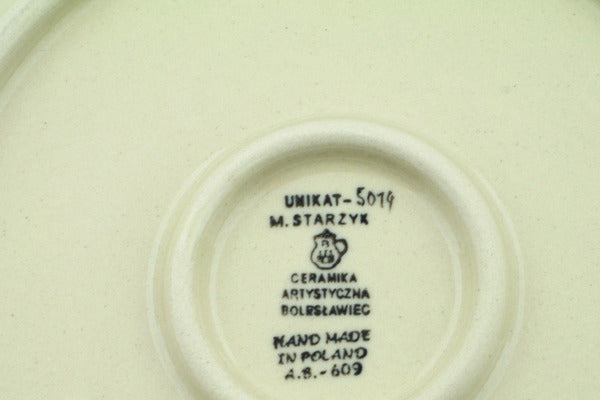 UNIKAT-5019
M. STARZYK
CERAMIKA
ARTYSTYCZNA
BOLESŁAWIEC
HAND MADE
IN POLAND
A.B.-609